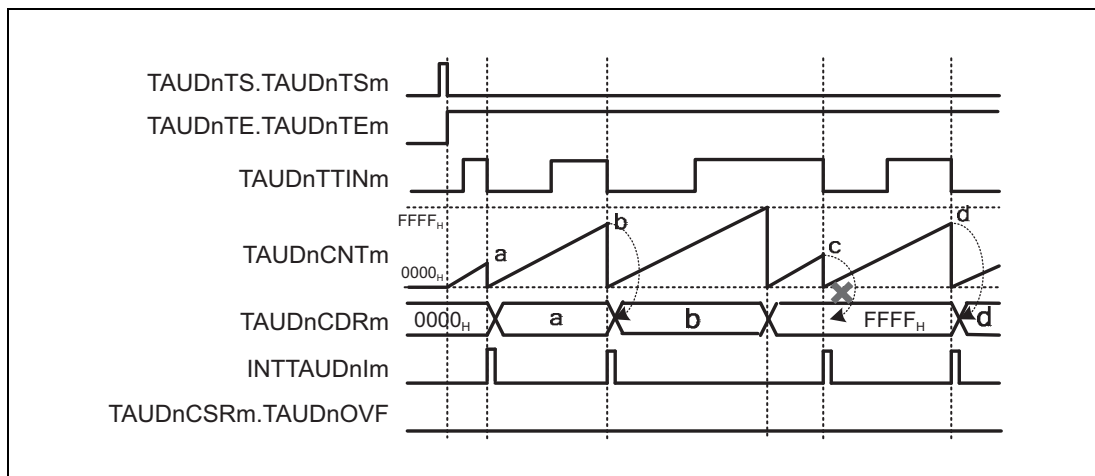 TAUDnTS.TAUDnTSm
TAUDnTE.TAUDnTEm
TAUDnTTINm
FFFFH
b
d
TAUDnCNTm
a
c
0000H
TAUDnCDRm
0000H
a
b
FFFFH
d
INTTAUDnIm
TAUDnCSRm.TAUDnOVF